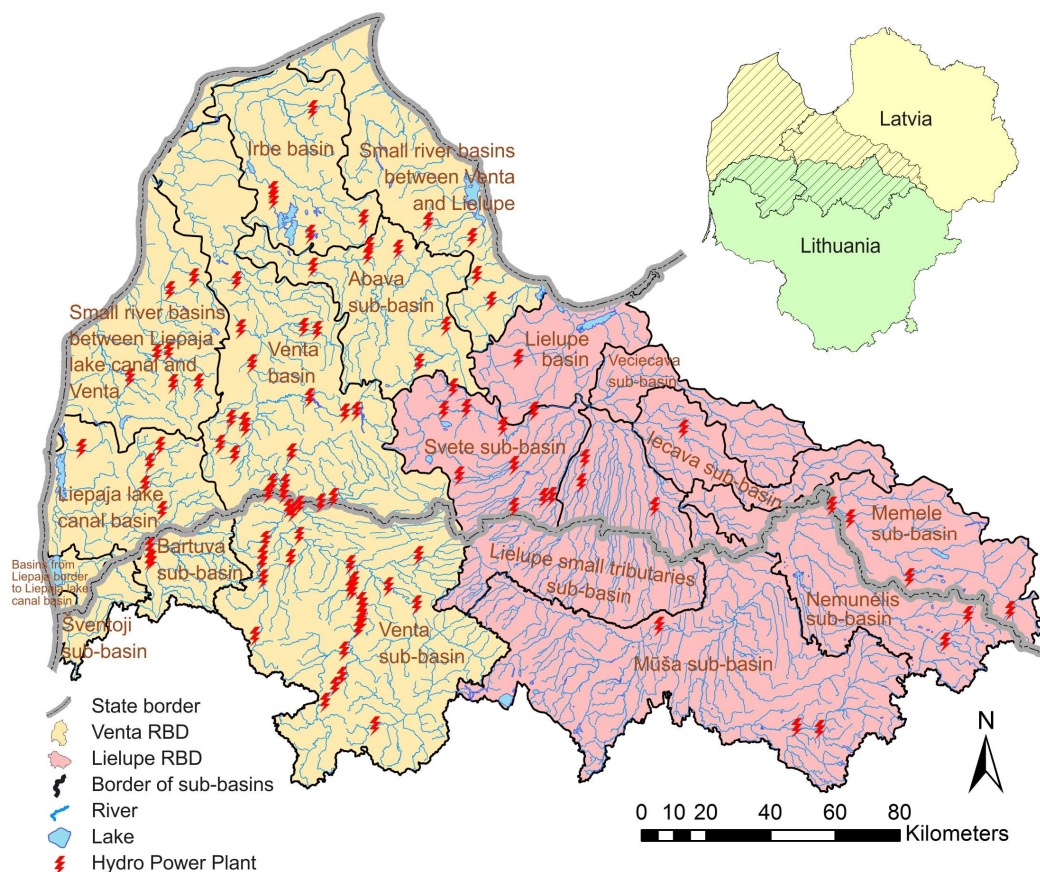 Latvia
Lithuania
Irbe basin
Small river basins
between Venta
and Lielupe
Abava
sub-basin
Small river basins
between Liepaja
lake canal and
Venta
Venta
basin
Lielupe
basin
Veciecava
sub-basin
Svete sub-basin
Iecava sub-basin
Liepaja lake
canal basin
Memele
sub-basin
Bartuva
sub-basin
Basins from
Liepaja border
to Liepaja lake
canal basin
Lielupe small tributaries
sub-basin
Nemunėlis
sub-basin
Šventoji
sub-basin
Venta
sub-basin
Mūša sub-basin
State border
Venta RBD
Lielupe RBD
Border of sub-basins
River
Lake
Hydro Power Plant
N
0 10 20 40 60 80
Kilometers